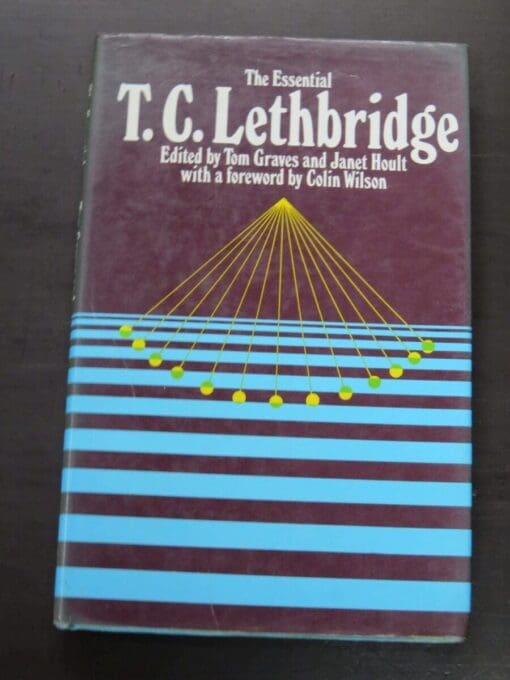 The Essential
T. C. Lethbridge
Edited by Tom Graves and Janet Hoult
with a foreword by Colin Wilson